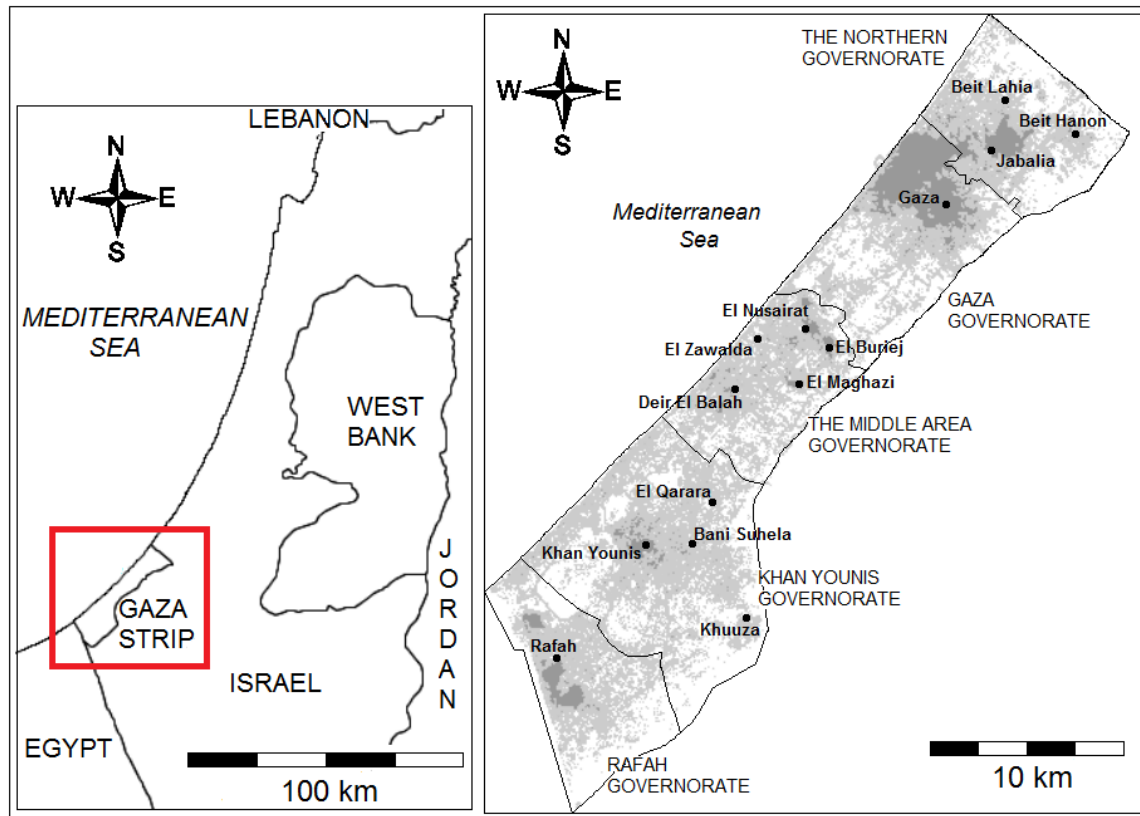 N
W E
S
LEBANON
MEDITERRANEAN
SEA
WEST
BANK
JORDAN
GAZA
STRIP
ISRAEL
EGYPT
100 km
N
W E
S
THE NORTHERN
GOVERNORATE
Beit Lahia
Beit Hanon
Jabalia
Gaza
Mediterranean
Sea
GAZA
GOVERNORATE
El Nusairat
El Zawalda
El Buriej
El Maghazi
Deir El Balah
THE MIDDLE AREA
GOVERNORATE
El Qarara
Bani Suhela
Khan Younis
KHAN YOUNIS
GOVERNORATE
Khuuza
Rafah
RAFAH
GOVERNORATE
10 km